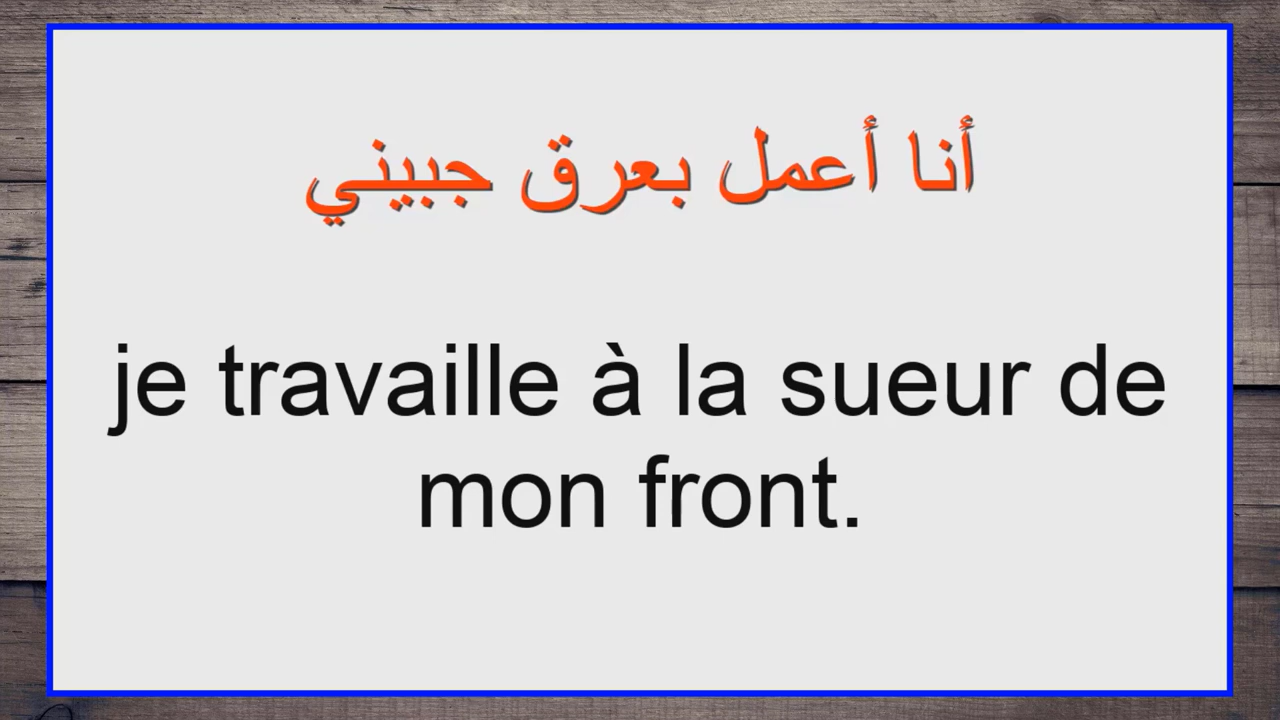 أنا أعمل بعرق جبيني
je travaille à la sueur de
mon front.